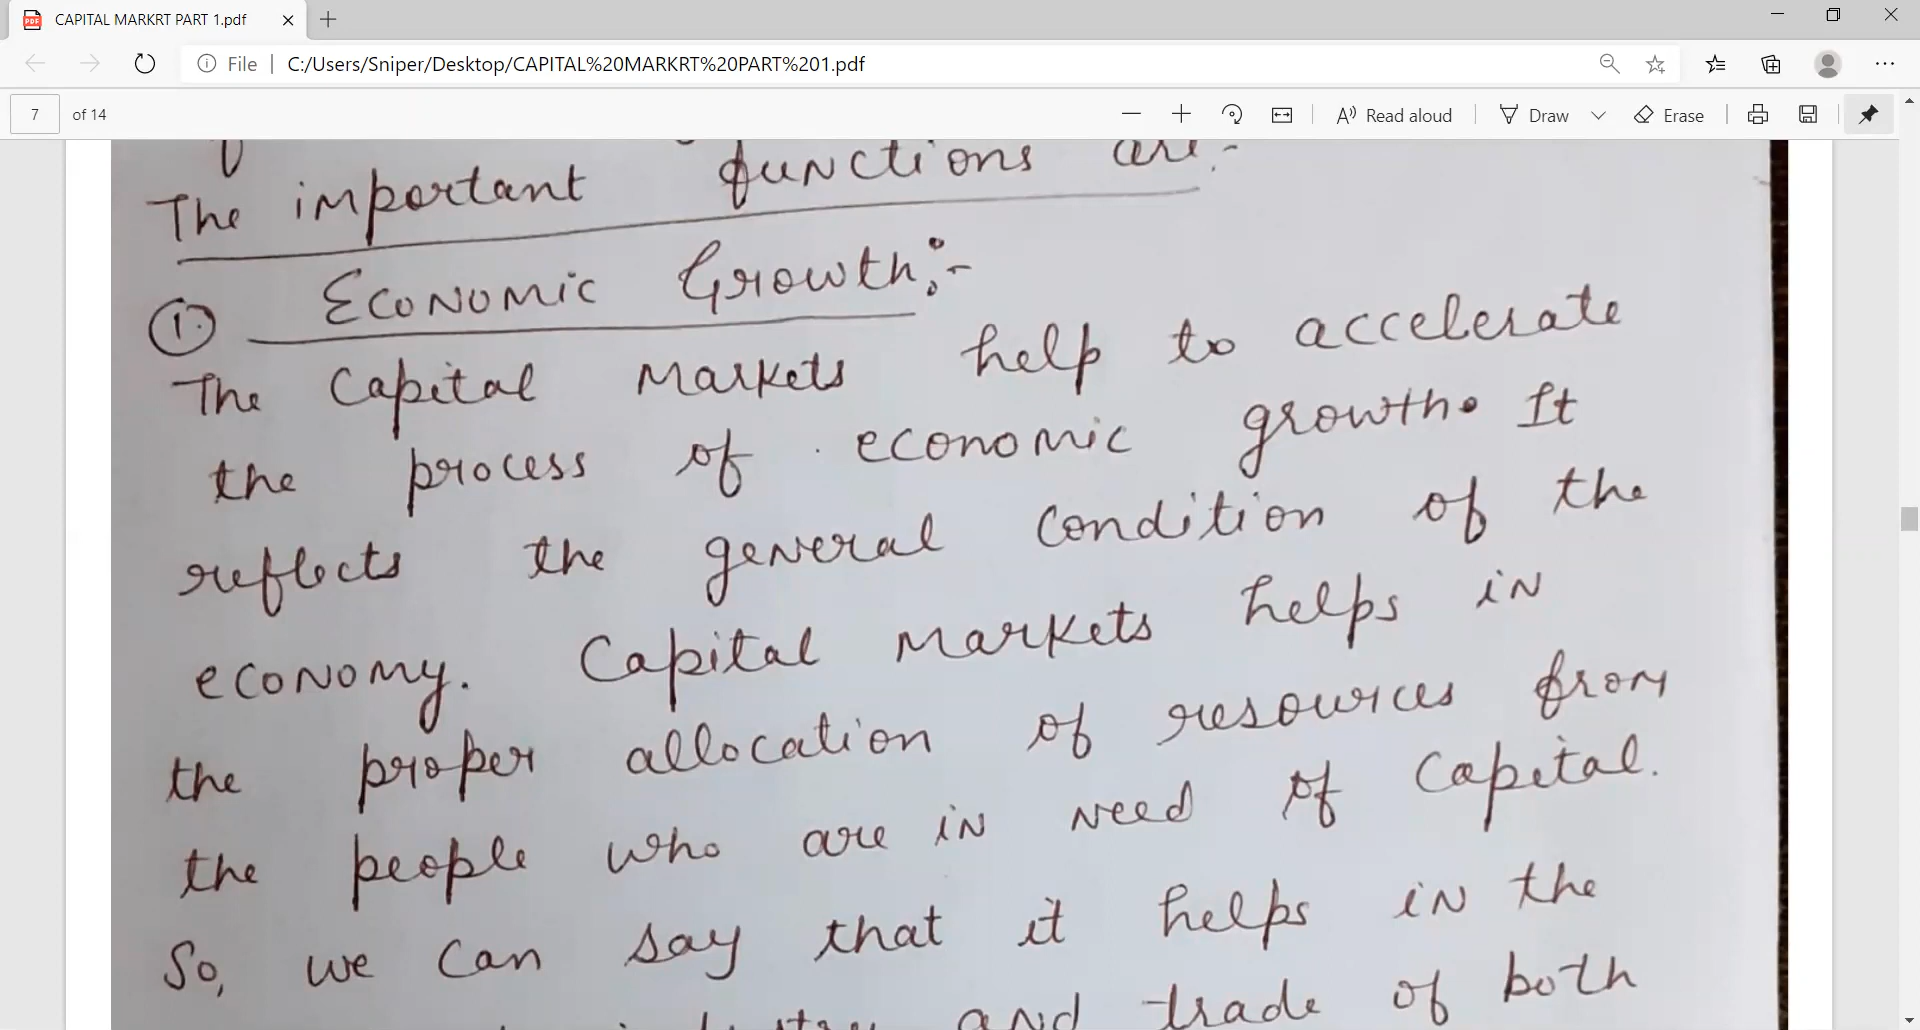 CAPITAL MARKRT PART 1.pdf
File
C:/Users/Sniper/Desktop/CAPITAL%20MARKRT%20PART%201.pdf
7 of 14
Read aloud
Draw
Erase
The important functions are:-
1. Economic Growth:-
The Capital Markets help to accelerate
the process of economic growth. It
reflects the general condition of the
economy. Capital Markets helps in
the proper allocation of resources from
the people who are in need of Capital.
So, we can say that it helps in the
and trade of both